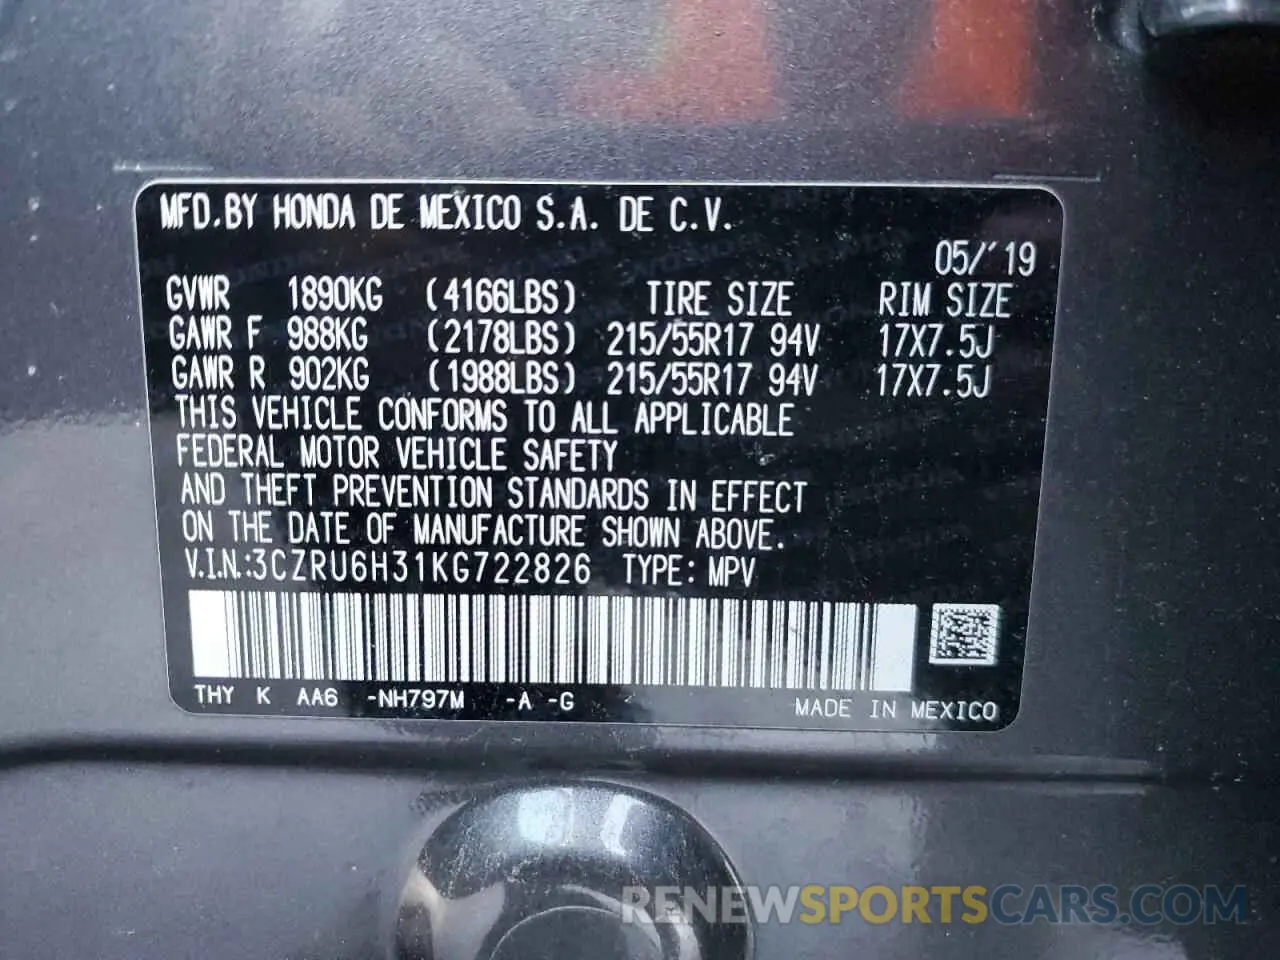 MFD.BY HONDA DE MEXICO S.A. DE C.V.
05/'19
GVWR 1890KG (4166LBS) TIRE SIZE RIM SIZE
GAWR F 988KG (2178LBS) 215/55R17 94V 17X7.5J
GAWR R 902KG (1988LBS) 215/55R17 94V 17X7.5J
THIS VEHICLE CONFORMS TO ALL APPLICABLE
FEDERAL MOTOR VEHICLE SAFETY
AND THEFT PREVENTION STANDARDS IN EFFECT
ON THE DATE OF MANUFACTURE SHOWN ABOVE.
V.I.N.:3CZRU6H31KG722826 TYPE: MPV
THY K AA6 -NH797M -A -G MADE IN MEXICO
RENEWSPORTSCARS.COM